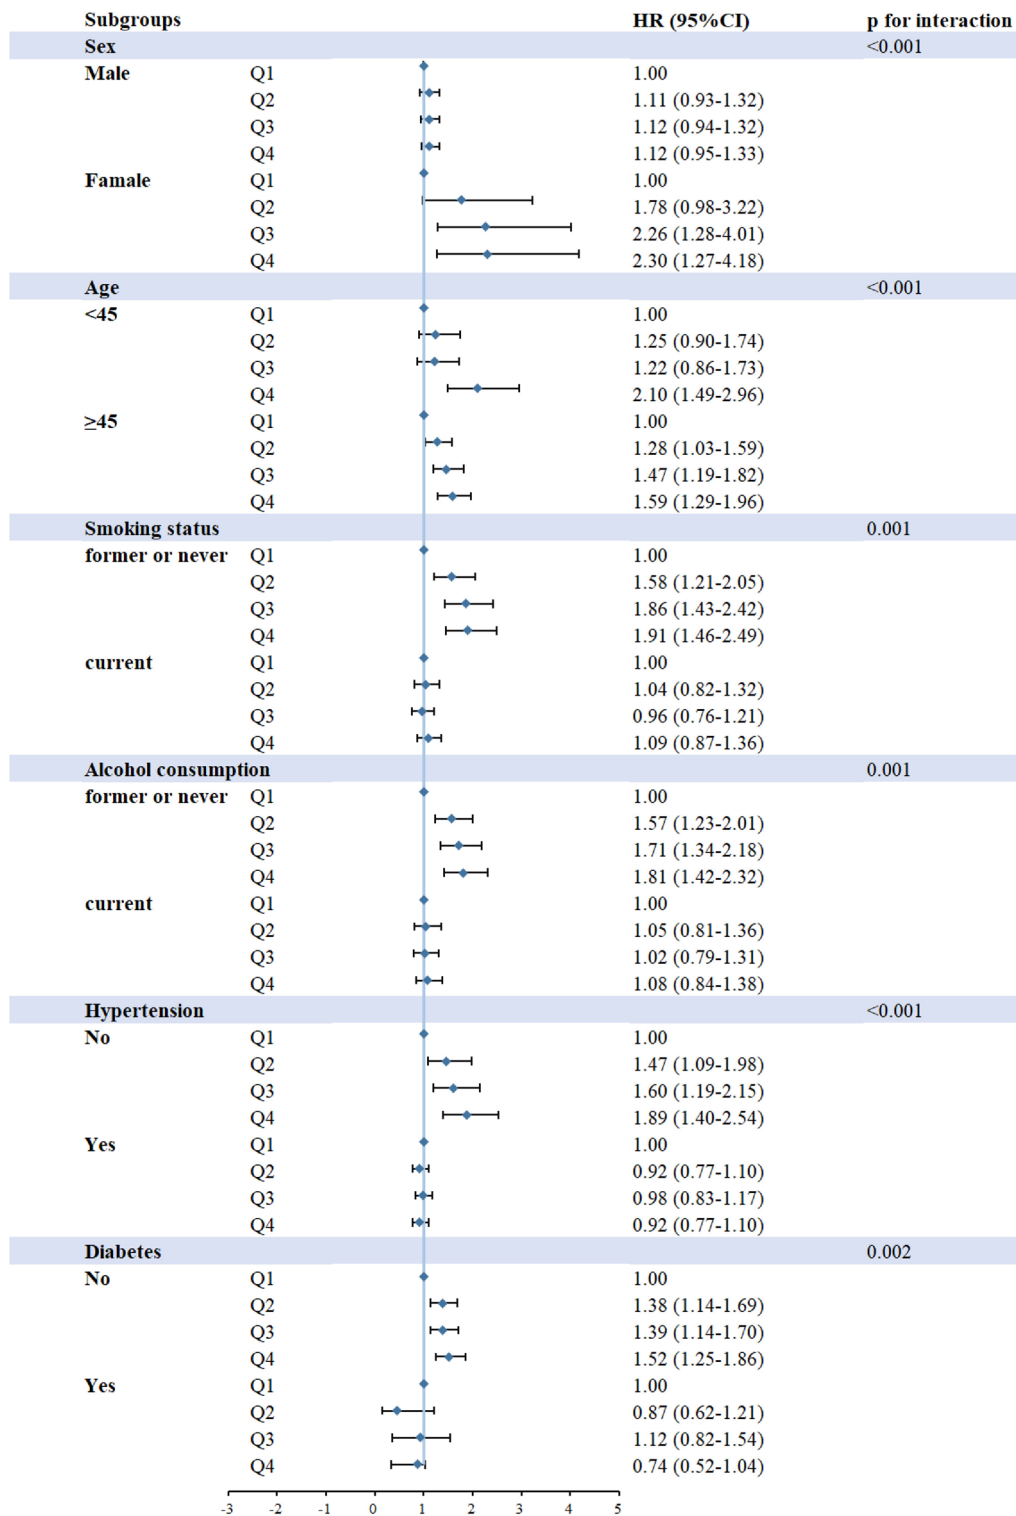 Subgroups HR (95%CI) p for interaction
Sex <0.001
Male Q1 1.00
Q2 1.11 (0.93-1.32)
Q3 1.12 (0.94-1.32)
Q4 1.12 (0.95-1.33)
Famale Q1 1.00
Q2 1.78 (0.98-3.22)
Q3 2.26 (1.28-4.01)
Q4 2.30 (1.27-4.18)
Age <0.001
<45 Q1 1.00
Q2 1.25 (0.90-1.74)
Q3 1.22 (0.86-1.73)
Q4 2.10 (1.49-2.96)
≥45 Q1 1.00
Q2 1.28 (1.03-1.59)
Q3 1.47 (1.19-1.82)
Q4 1.59 (1.29-1.96)
Smoking status 0.001
former or never Q1 1.00
Q2 1.58 (1.21-2.05)
Q3 1.86 (1.43-2.42)
Q4 1.91 (1.46-2.49)
current Q1 1.00
Q2 1.04 (0.82-1.32)
Q3 0.96 (0.76-1.21)
Q4 1.09 (0.87-1.36)
Alcohol consumption 0.001
former or never Q1 1.00
Q2 1.57 (1.23-2.01)
Q3 1.71 (1.34-2.18)
Q4 1.81 (1.42-2.32)
current Q1 1.00
Q2 1.05 (0.81-1.36)
Q3 1.02 (0.79-1.31)
Q4 1.08 (0.84-1.38)
Hypertension <0.001
No Q1 1.00
Q2 1.47 (1.09-1.98)
Q3 1.60 (1.19-2.15)
Q4 1.89 (1.40-2.54)
Yes Q1 1.00
Q2 0.92 (0.77-1.10)
Q3 0.98 (0.83-1.17)
Q4 0.92 (0.77-1.10)
Diabetes 0.002
No Q1 1.00
Q2 1.38 (1.14-1.69)
Q3 1.39 (1.14-1.70)
Q4 1.52 (1.25-1.86)
Yes Q1 1.00
Q2 0.87 (0.62-1.21)
Q3 1.12 (0.82-1.54)
Q4 0.74 (0.52-1.04)
-3 -2 -1 0 1 2 3 4 5